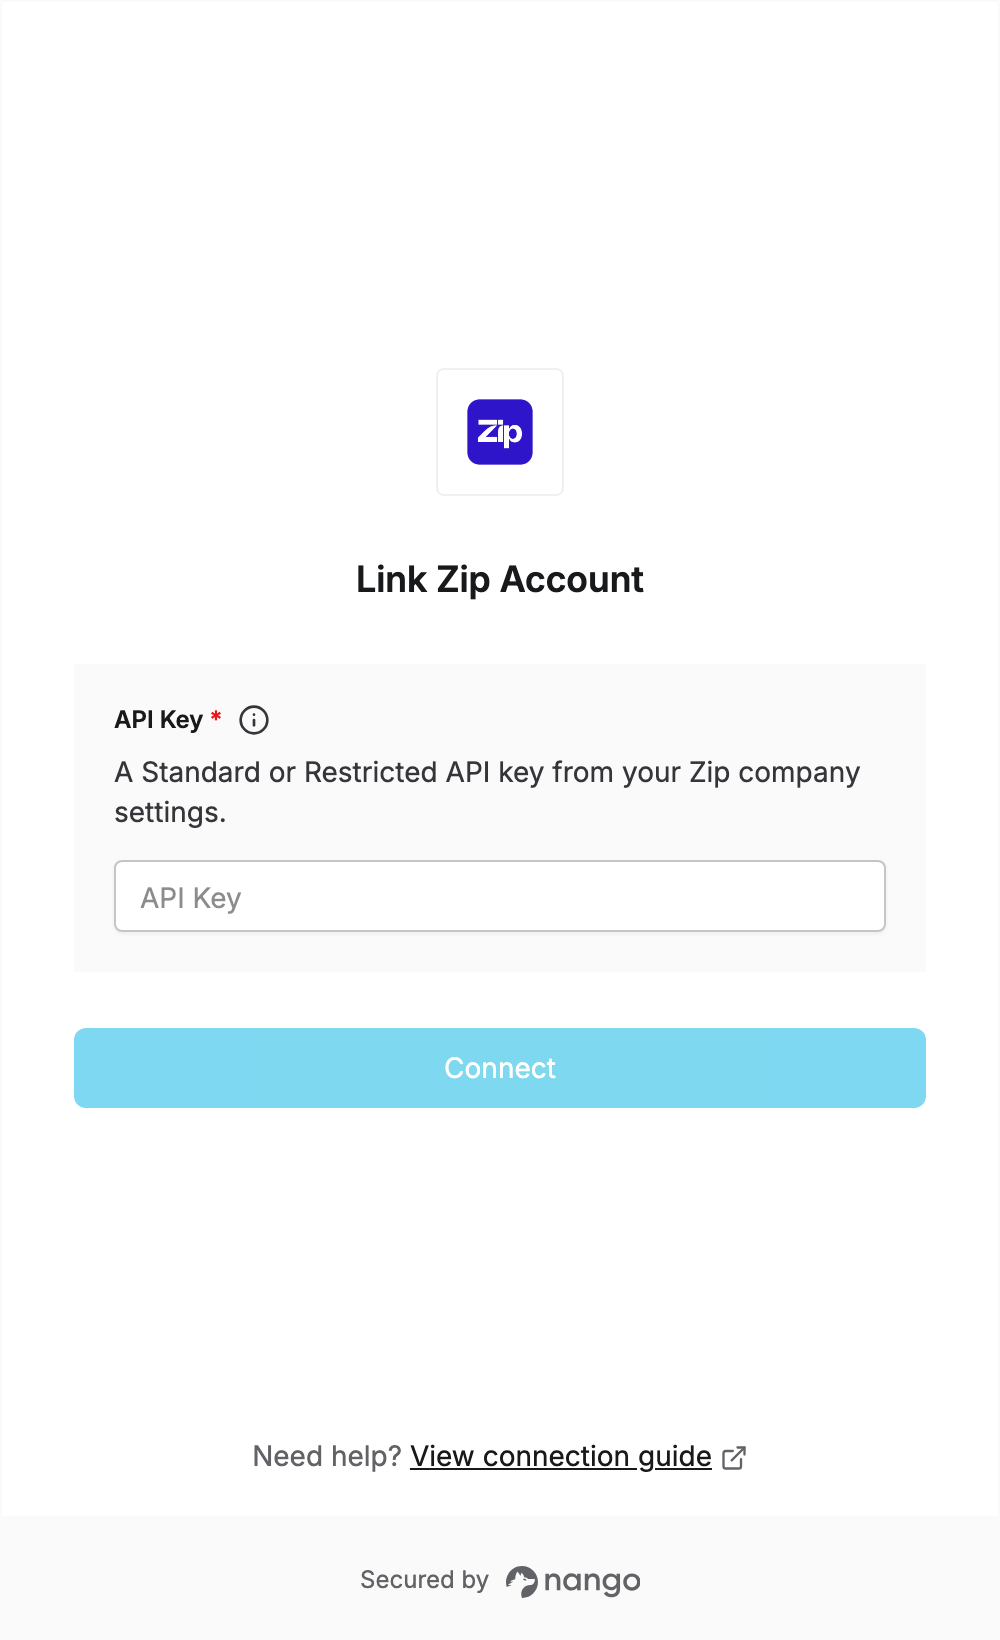 Zip
Link Zip Account
API Key *
A Standard or Restricted API key from your Zip company
settings.
API Key
Connect
Need help? View connection guide
Secured by nango